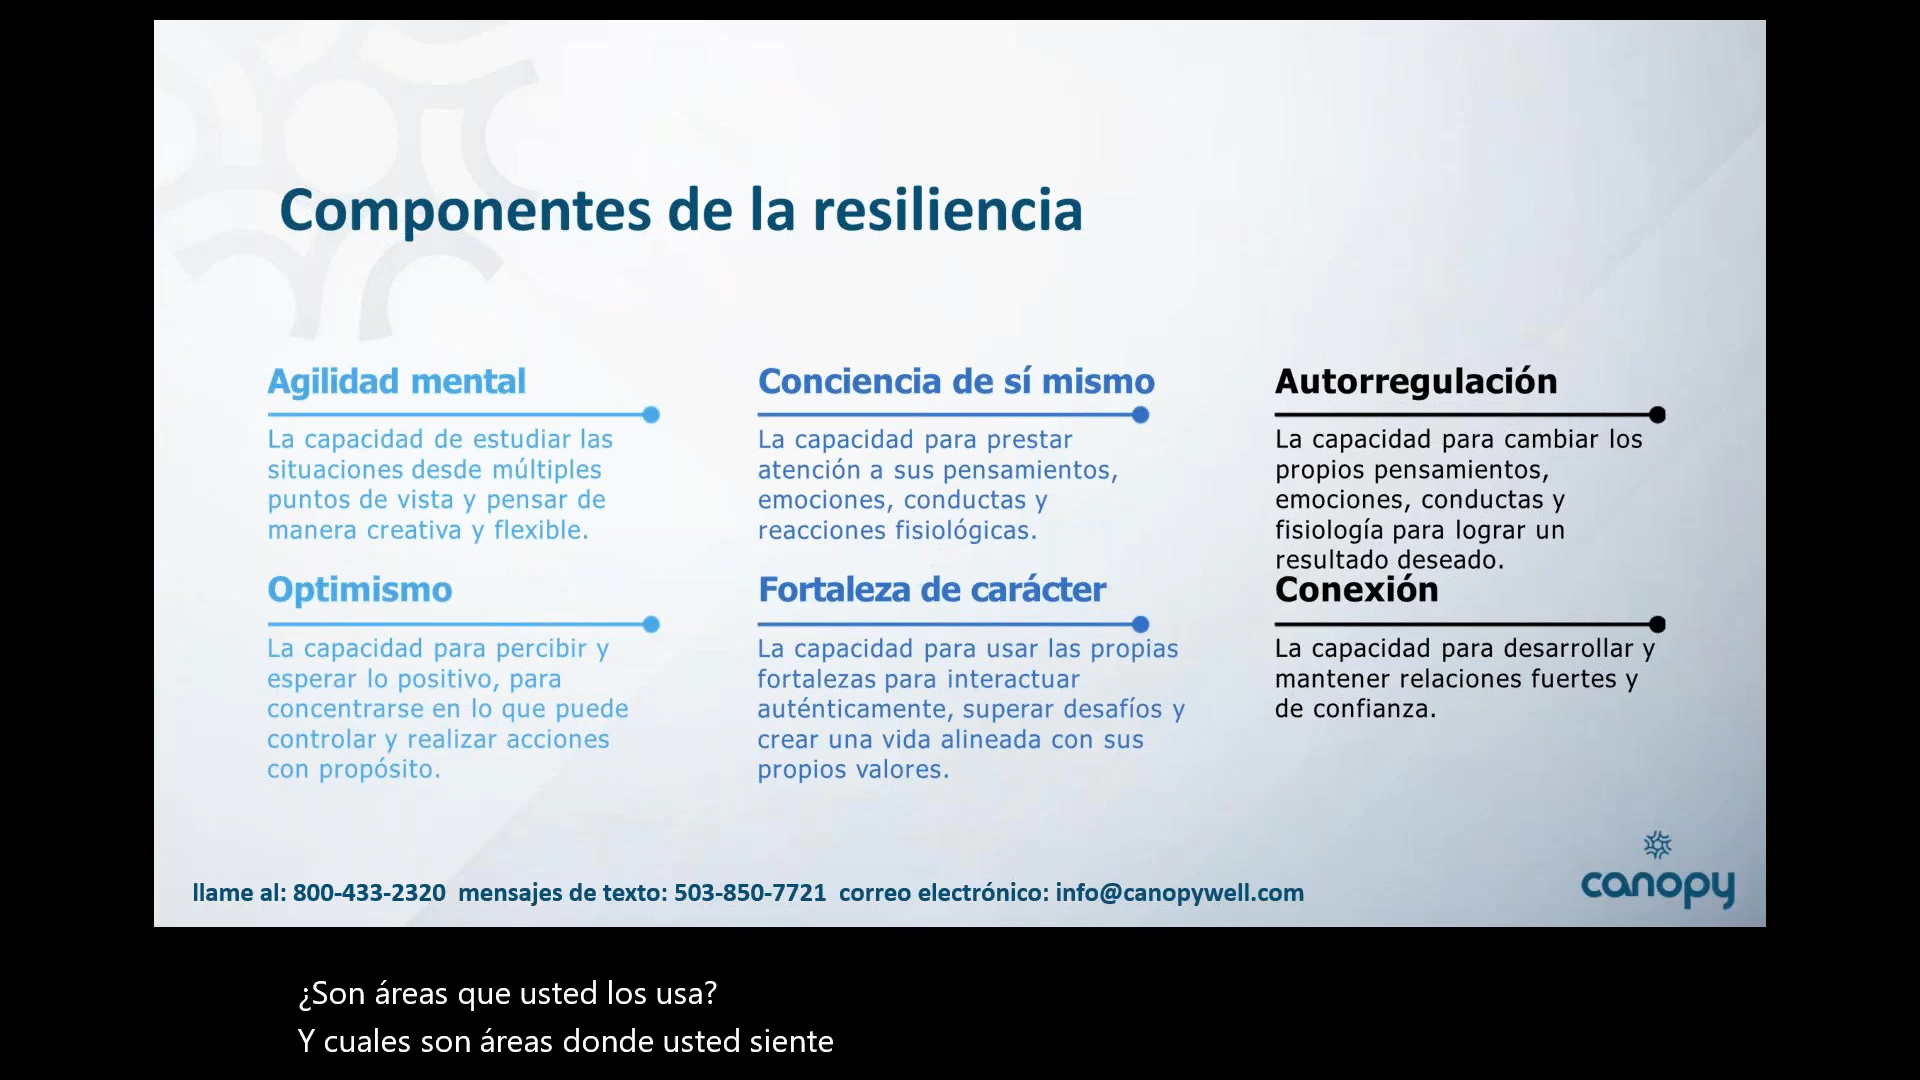 Componentes de la resiliencia
Agilidad mental
La capacidad de estudiar las
situaciones desde múltiples
puntos de vista y pensar de
manera creativa y flexible.
Conciencia de sí mismo
La capacidad para prestar
atención a sus pensamientos,
emociones, conductas y
reacciones fisiológicas.
Autorregulación
La capacidad para cambiar los
propios pensamientos,
emociones, conductas y
fisiología para lograr un
resultado deseado.
Optimismo
La capacidad para percibir y
esperar lo positivo, para
concentrarse en lo que puede
controlar y realizar acciones
con propósito.
Fortaleza de carácter
La capacidad para usar las propias
fortalezas para interactuar
auténticamente, superar desafíos y
crear una vida alineada con sus
propios valores.
Conexión
La capacidad para desarrollar y
mantener relaciones fuertes y
de confianza.
llame al: 800-433-2320 mensajes de texto: 503-850-7721 correo electrónico: info@canopywell.com
canopy
¿Son áreas que usted los usa?
Y cuales son áreas donde usted siente